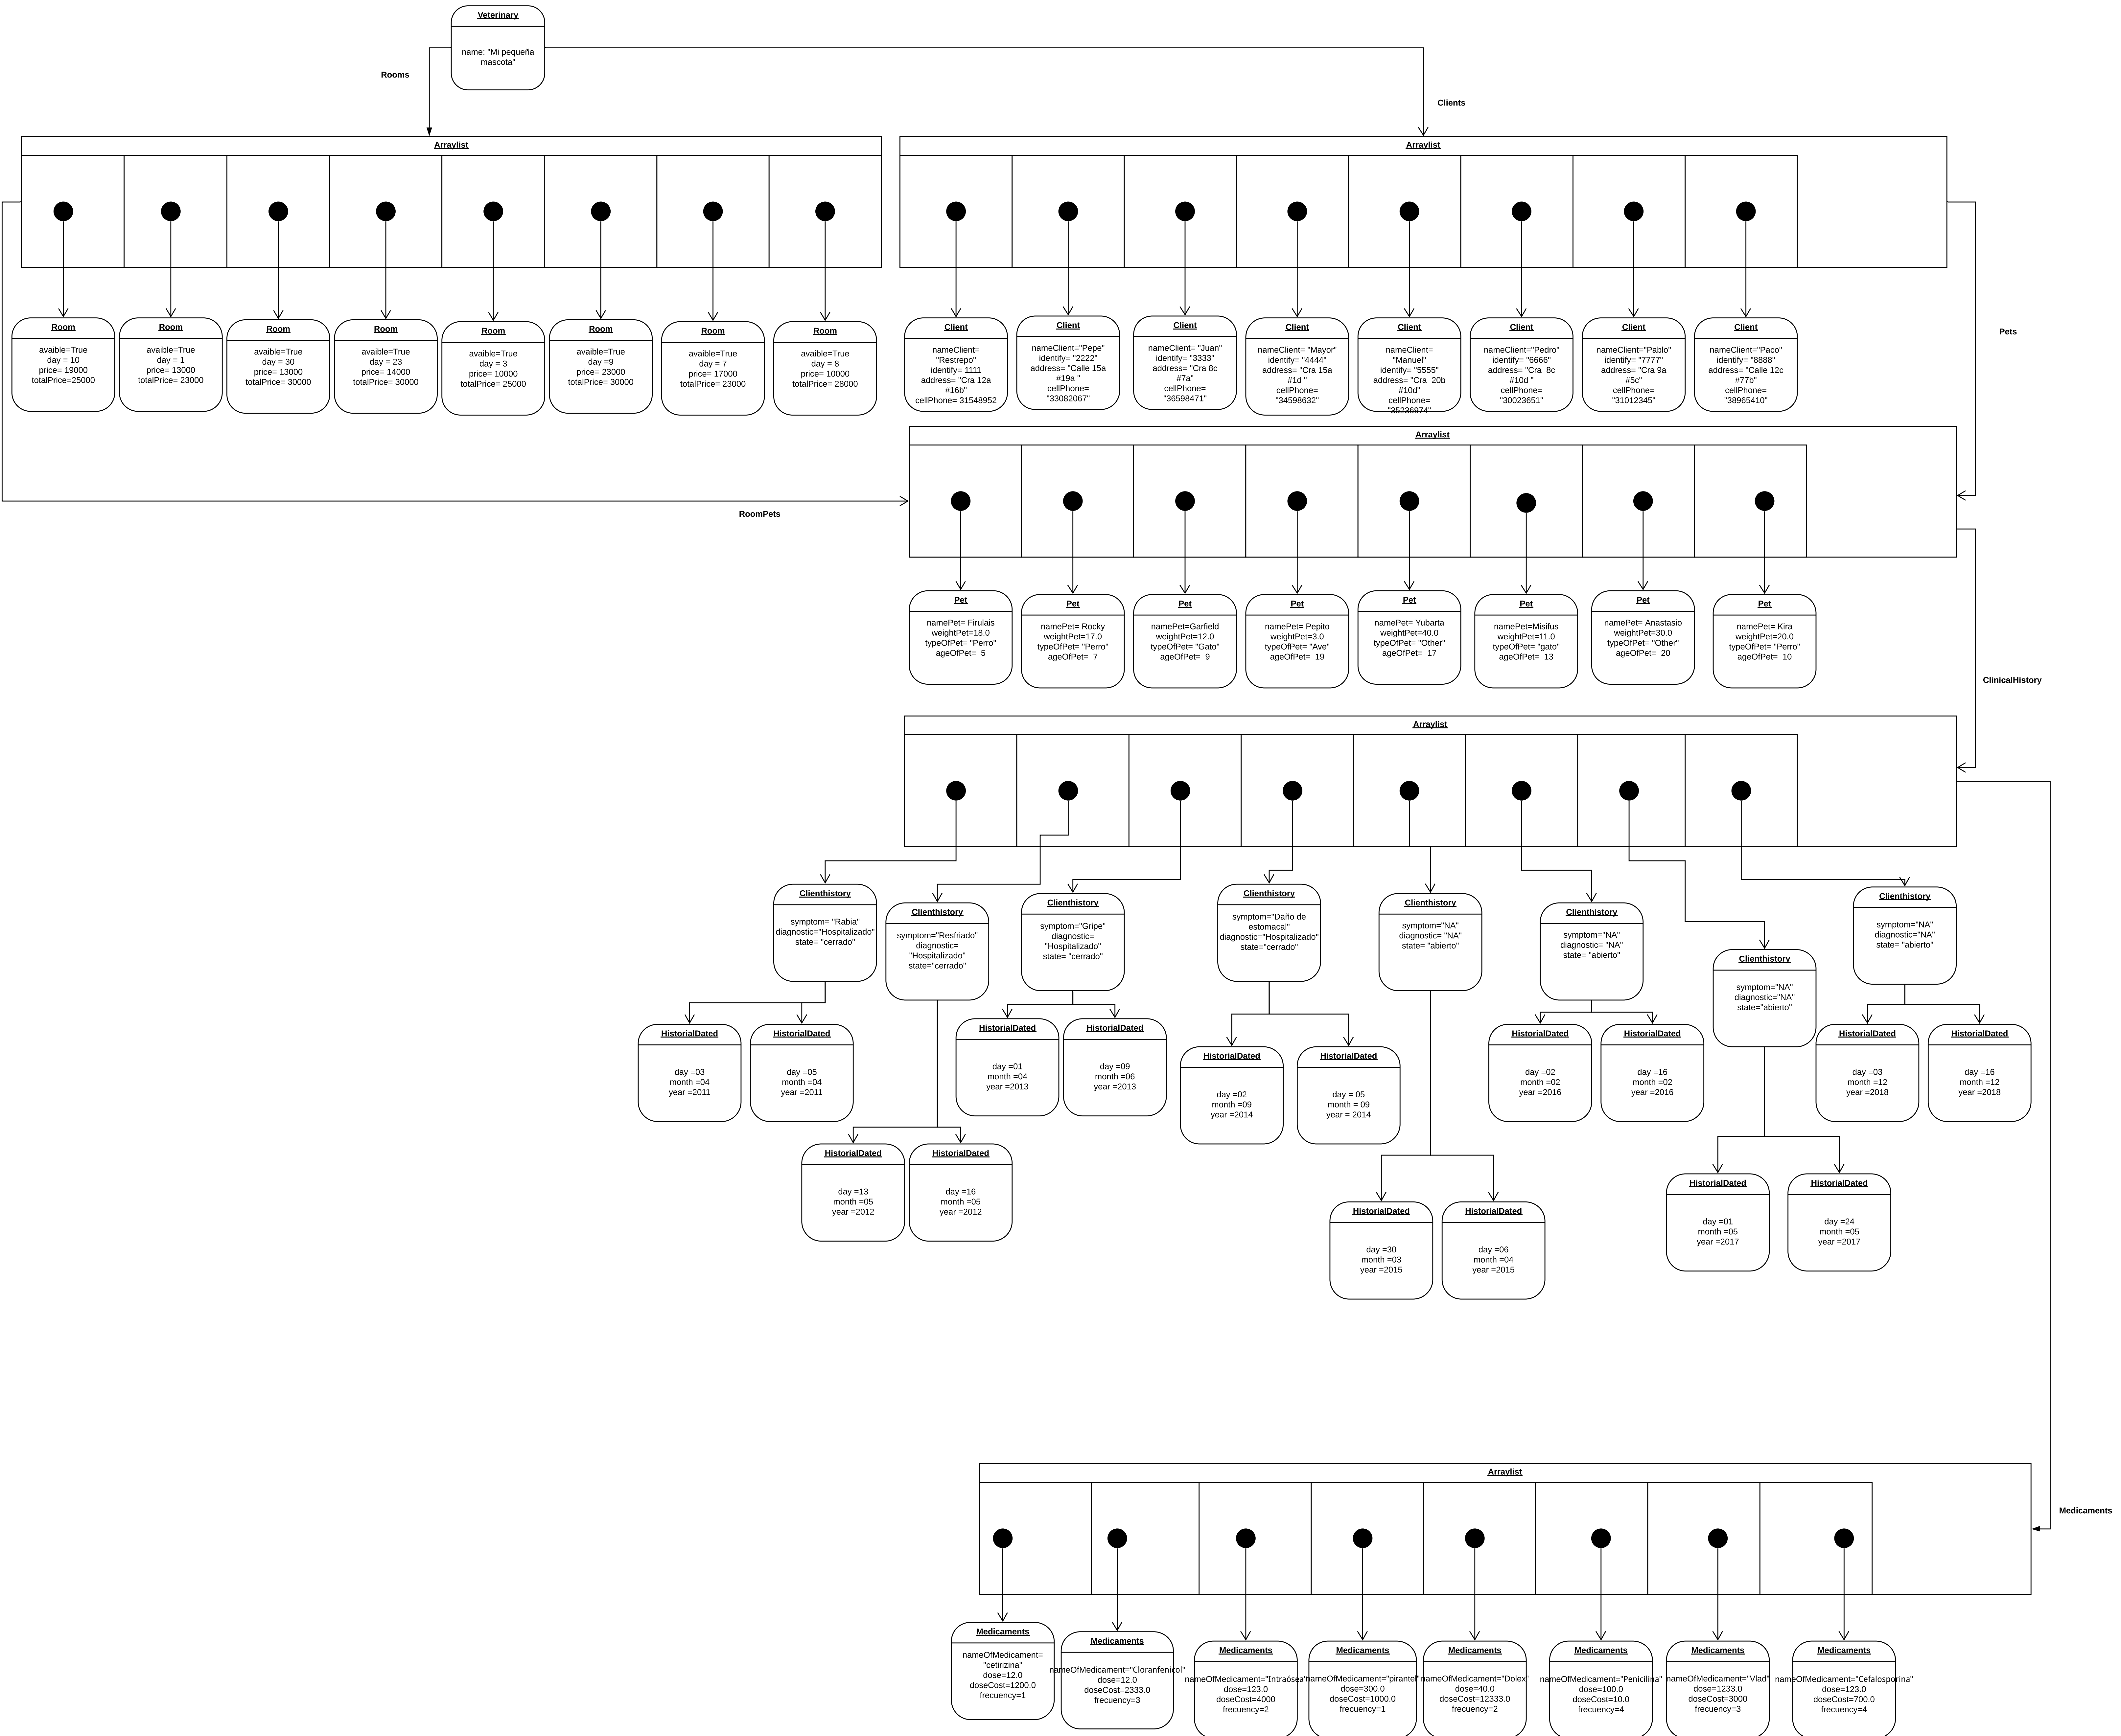 Veterinary
name: "Mi pequeña
mascota"
Rooms
Clients
Arraylist
Arraylist
Room
avaible=True
day = 10
price= 19000
totalPrice=25000
Room
avaible=True
day = 1
price= 13000
totalPrice= 23000
Room
avaible=True
day = 30
price= 13000
totalPrice= 30000
Room
avaible=True
day = 23
price= 14000
totalPrice= 30000
Room
avaible=True
day = 3
price= 10000
totalPrice= 25000
Room
avaible=True
day =9
price= 23000
totalPrice= 30000
Room
avaible=True
day = 7
price= 17000
totalPrice= 23000
Room
avaible=True
day = 8
price= 10000
totalPrice= 28000
Client
nameClient=
"Restrepo"
identify= 1111
address= "Cra 12a
#16b"
cellPhone= 31548952
Client
nameClient="Pepe"
identify= "2222"
address= "Calle 15a
#19a "
cellPhone=
"33082067"
Client
nameClient= "Juan"
identify= "3333"
address= "Cra 8c
#7a"
cellPhone=
"36598471"
Client
nameClient= "Mayor"
identify= "4444"
address= "Cra 15a
#1d "
cellPhone=
"34598632"
Client
nameClient=
"Manuel"
identify= "5555"
address= "Cra 20b
#10d"
cellPhone=
"35236974"
Client
nameClient="Pedro"
identify= "6666"
address= "Cra 8c
#10d "
cellPhone=
"30023651"
Client
nameClient="Pablo"
identify= "7777"
address= "Cra 9a
#5c"
cellPhone=
"31012345"
Client
nameClient="Paco"
identify= "8888"
address= "Calle 12c
#77b"
cellPhone=
"38965410"
Pets
Arraylist
RoomPets
Pet
namePet= Firulais
weightPet=18.0
typeOfPet= "Perro"
ageOfPet= 5
Pet
namePet= Rocky
weightPet=17.0
typeOfPet= "Perro"
ageOfPet= 7
Pet
namePet=Garfield
weightPet=12.0
typeOfPet= "Gato"
ageOfPet= 9
Pet
namePet= Pepito
weightPet=3.0
typeOfPet= "Ave"
ageOfPet= 19
Pet
namePet= Yubarta
weightPet=40.0
typeOfPet= "Other"
ageOfPet= 17
Pet
namePet=Misifus
weightPet=11.0
typeOfPet= "gato"
ageOfPet= 13
Pet
namePet= Anastasio
weightPet=30.0
typeOfPet= "Other"
ageOfPet= 20
Pet
namePet= Kira
weightPet=20.0
typeOfPet= "Perro"
ageOfPet= 10
ClinicalHistory
Arraylist
Clienthistory
symptom= "Rabia"
diagnostic="Hospitalizado"
state= "cerrado"
Clienthistory
symptom="Resfriado"
diagnostic=
"Hospitalizado"
state="cerrado"
Clienthistory
symptom="Gripe"
diagnostic=
"Hospitalizado"
state= "cerrado"
Clienthistory
symptom="Daño de
estomacal"
diagnostic="Hospitalizado"
state="cerrado"
Clienthistory
symptom="NA"
diagnostic= "NA"
state= "abierto"
Clienthistory
symptom="NA"
diagnostic= "NA"
state= "abierto"
Clienthistory
symptom="NA"
diagnostic="NA"
state="abierto"
Clienthistory
symptom="NA"
diagnostic="NA"
state= "abierto"
HistorialDated
day =03
month =04
year =2011
HistorialDated
day =05
month =04
year =2011
HistorialDated
day =01
month =04
year =2013
HistorialDated
day =09
month =06
year =2013
HistorialDated
day =02
month =09
year =2014
HistorialDated
day = 05
month = 09
year = 2014
HistorialDated
day =02
month =02
year =2016
HistorialDated
day =16
month =02
year =2016
HistorialDated
day =03
month =12
year =2018
HistorialDated
day =16
month =12
year =2018
HistorialDated
day =13
month =05
year =2012
HistorialDated
day =16
month =05
year =2012
HistorialDated
day =30
month =03
year =2015
HistorialDated
day =06
month =04
year =2015
HistorialDated
day =01
month =05
year =2017
HistorialDated
day =24
month =05
year =2017
Arraylist
Medicaments
Medicaments
nameOfMedicament=
"cetirizina"
dose=12.0
doseCost=1200.0
frecuency=1
Medicaments
nameOfMedicament="Cloranfenicol"
dose=12.0
doseCost=2333.0
frecuency=3
Medicaments
nameOfMedicament="Intraósea"
dose=123.0
doseCost=4000
frecuency=2
Medicaments
nameOfMedicament="pirantel"
dose=300.0
doseCost=1000.0
frecuency=1
Medicaments
nameOfMedicament="Dolex"
dose=40.0
doseCost=12333.0
frecuency=2
Medicaments
nameOfMedicament="Penicilina"
dose=100.0
doseCost=10.0
frecuency=4
Medicaments
nameOfMedicament="Vlad"
dose=1233.0
doseCost=3000
frecuency=3
Medicaments
nameOfMedicament="Cefalosporina"
dose=123.0
doseCost=700.0
frecuency=4